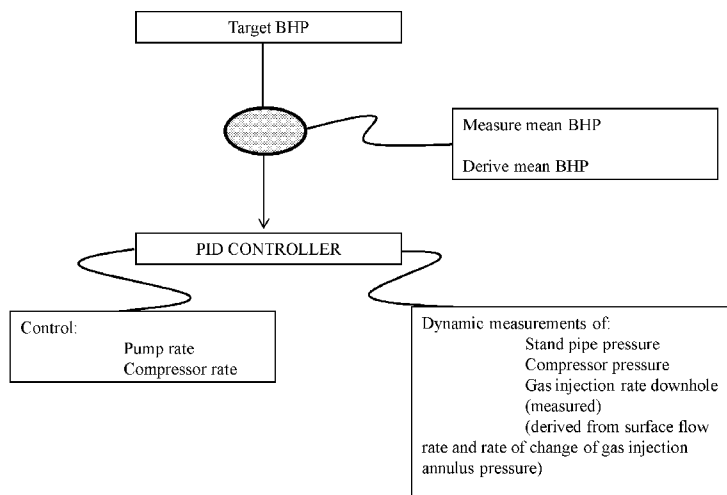 Target BHP
Measure mean BHP
Derive mean BHP
PID CONTROLLER
Control:
Pump rate
Compressor rate
Dynamic measurements of:
Stand pipe pressure
Compressor pressure
Gas injection rate downhole
(measured)
(derived from surface flow
rate and rate of change of gas injection
annulus pressure)